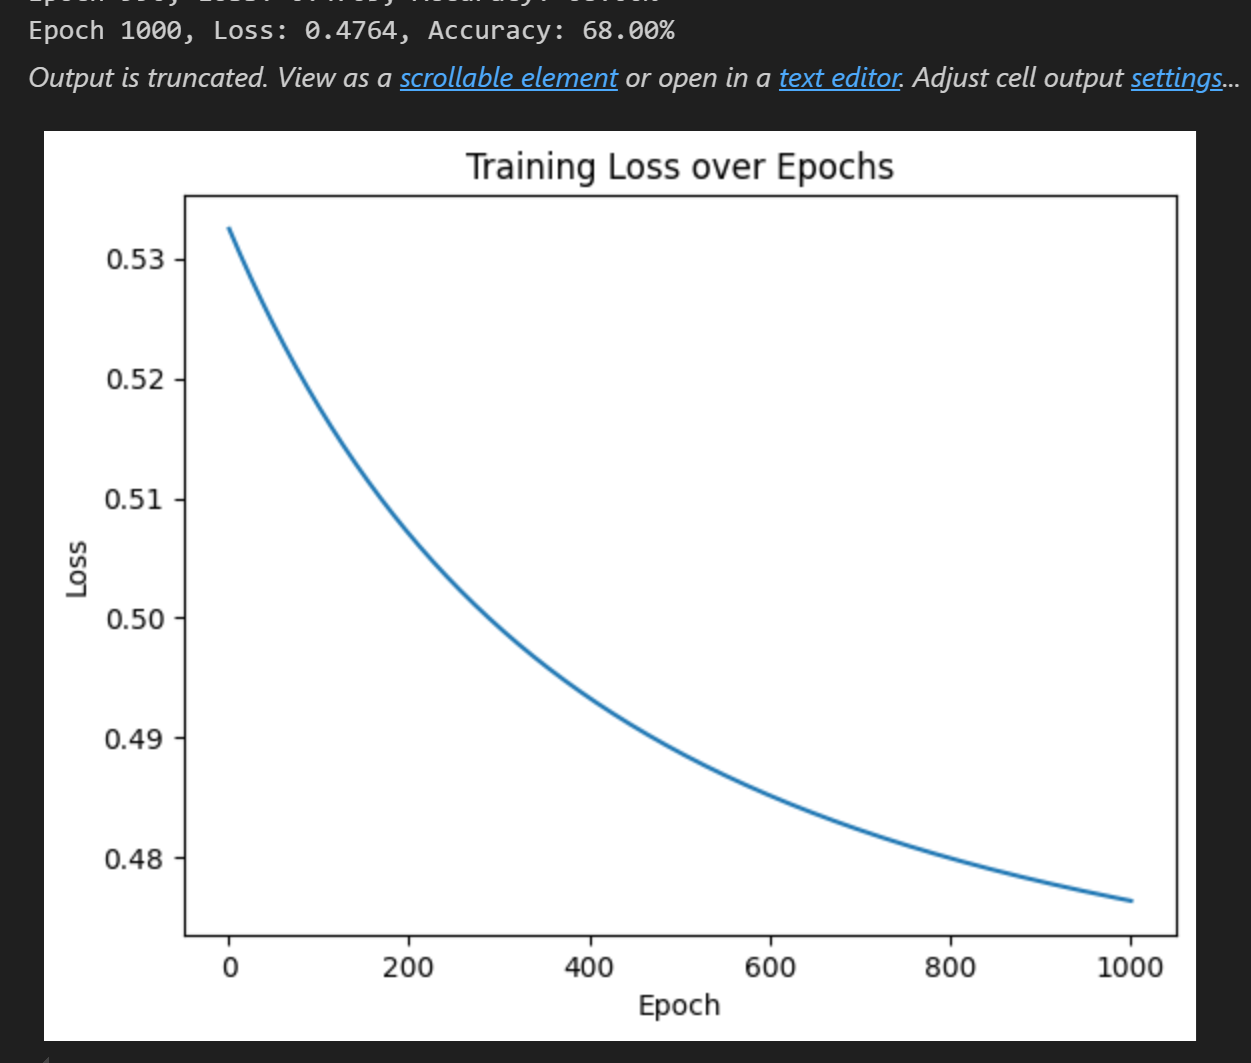 Epoch 1000, Loss: 0.4764, Accuracy: 68.00%
Output is truncated. View as a scrollable element or open in a text editor. Adjust cell output settings...
Training Loss over Epochs
0.53
0.52
0.51
0.50
0.49
0.48
Loss
0 200 400 600 800 1000
Epoch